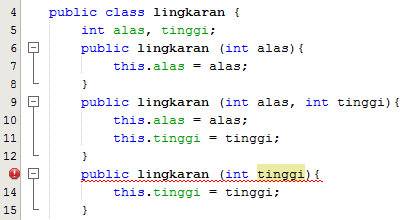 4 public class lingkaran {
5 int alas, tinggi;
6 public lingkaran (int alas){
7 this.alas = alas;
8 }
9 public lingkaran (int alas, int tinggi){
10 this.alas = alas;
11 this.tinggi = tinggi;
12 }
public lingkaran (int tinggi){
14 this.tinggi = tinggi;
15 }